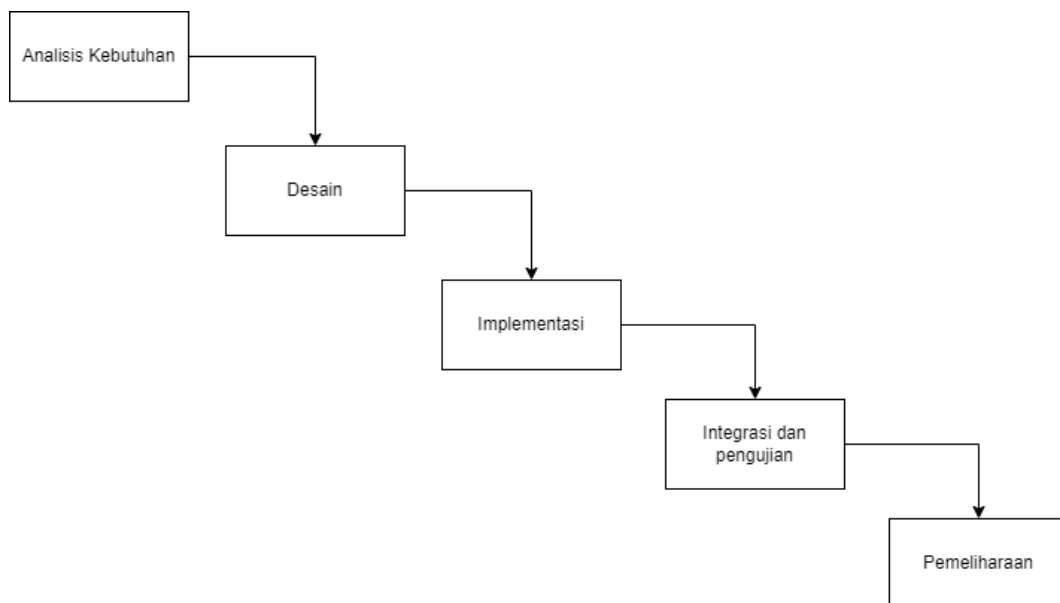 Analisis Kebutuhan
Desain
Implementasi
Integrasi dan
pengujian
Pemeliharaan